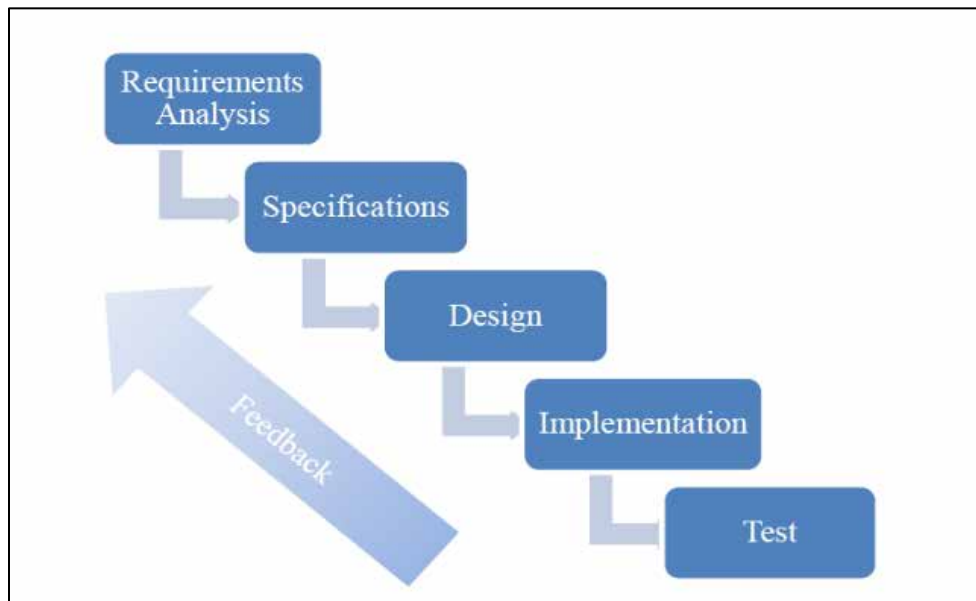 Requirements
Analysis
Specifications
Design
Implementation
Test
Feedback